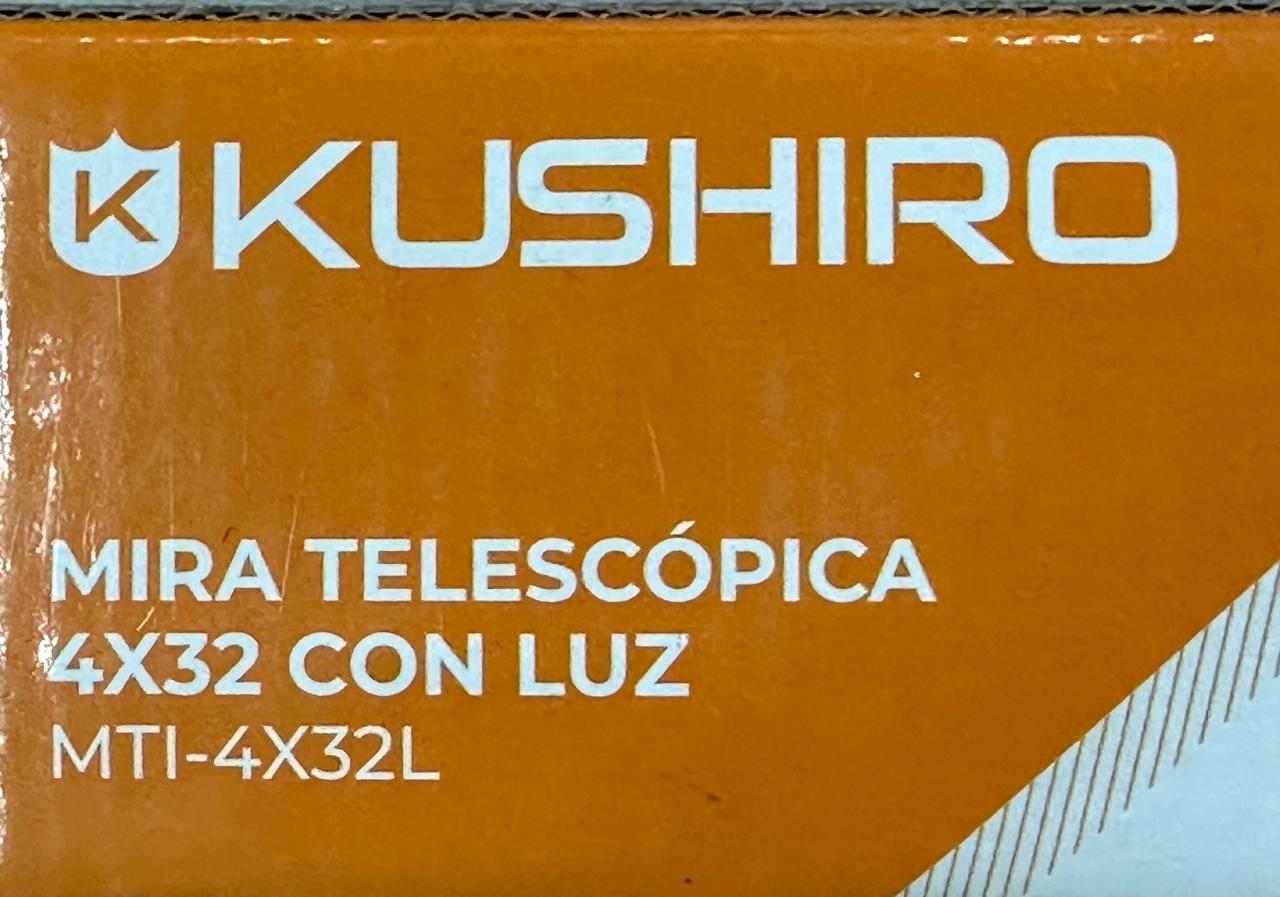 K KUSHIRO
MIRA TELESCÓPICA
4X32 CON LUZ
MTI-4X32L